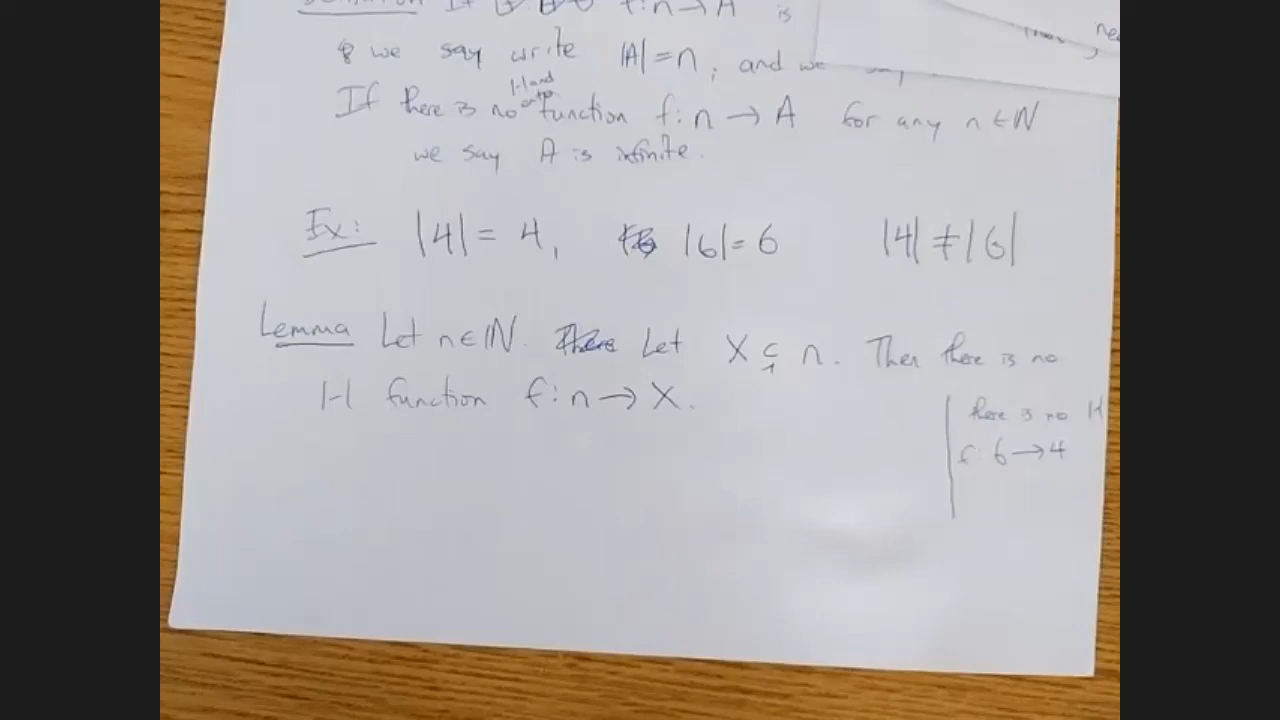 If f: n → A is
& we say write |A| = n, and we
1-1 and
onto
If there is no function f: n → A for any n ∈ ℕ
we say A is infinite.
Ex: |4| = 4, |6| = 6 |4| ≠ |6|
Lemma Let n ∈ ℕ. There Let X ⊊ n. Then there is no
1-1 function f: n → X.
there is no 1-1
f: 6 → 4